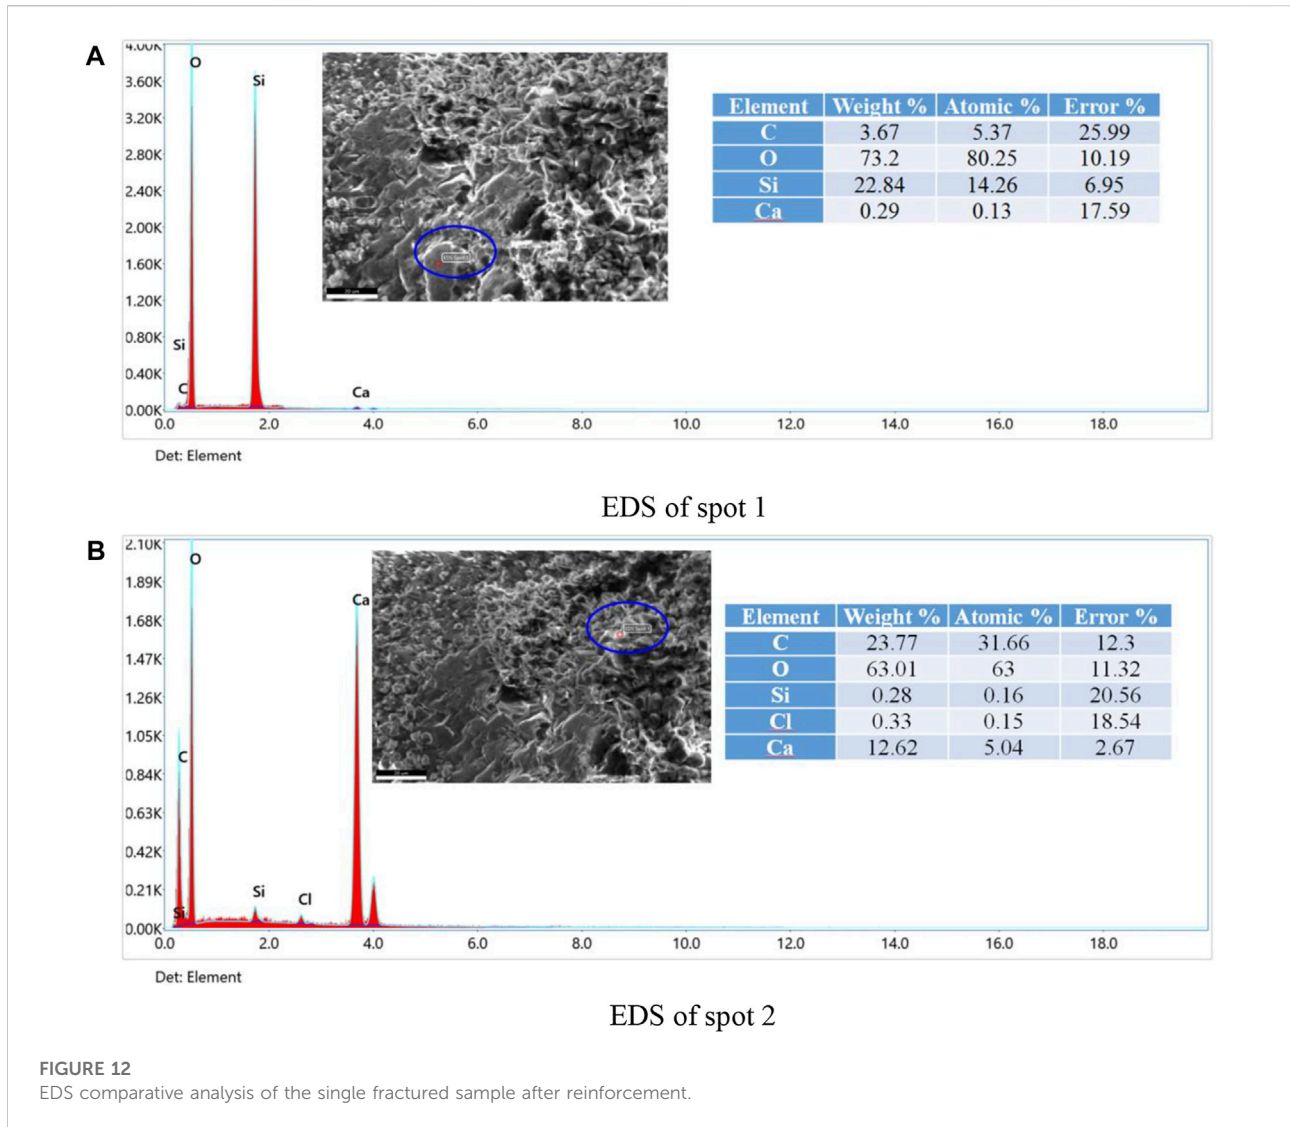 A
4.00K
O
3.60K
Si
3.20K
2.80K
2.40K
2.00K
1.60K
1.20K
0.80K
Si
0.40K
C
Ca
0.00K
0.0 2.0 4.0 6.0 8.0 10.0 12.0 14.0 16.0 18.0
Det: Element
Element Weight % Atomic % Error %
C 3.67 5.37 25.99
O 73.2 80.25 10.19
Si 22.84 14.26 6.95
Ca 0.29 0.13 17.59
EDS of spot 1
B
2.10K
O
1.89K
Ca
1.68K
1.47K
1.26K
1.05K
C
0.84K
0.63K
0.42K
0.21K
Si
Cl
Si
0.00K
0.0 2.0 4.0 6.0 8.0 10.0 12.0 14.0 16.0 18.0
Det: Element
Element Weight % Atomic % Error %
C 23.77 31.66 12.3
O 63.01 63 11.32
Si 0.28 0.16 20.56
Cl 0.33 0.15 18.54
Ca 12.62 5.04 2.67
EDS of spot 2
FIGURE 12
EDS comparative analysis of the single fractured sample after reinforcement.